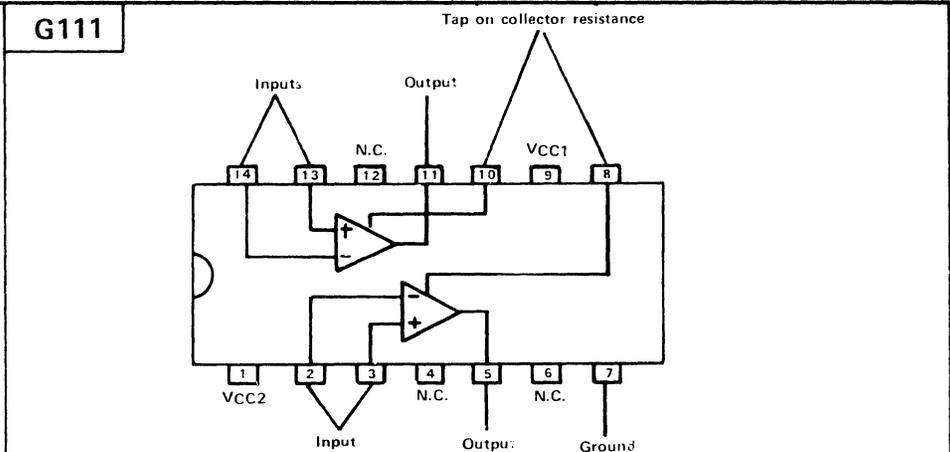 G111
Tap on collector resistance
Inputs
Output
N.C.
VCC1
14 13 12 11 10 9 8
+
−
−
+
1 2 3 4 5 6 7
VCC2
N.C.
N.C.
Input
Output
Ground